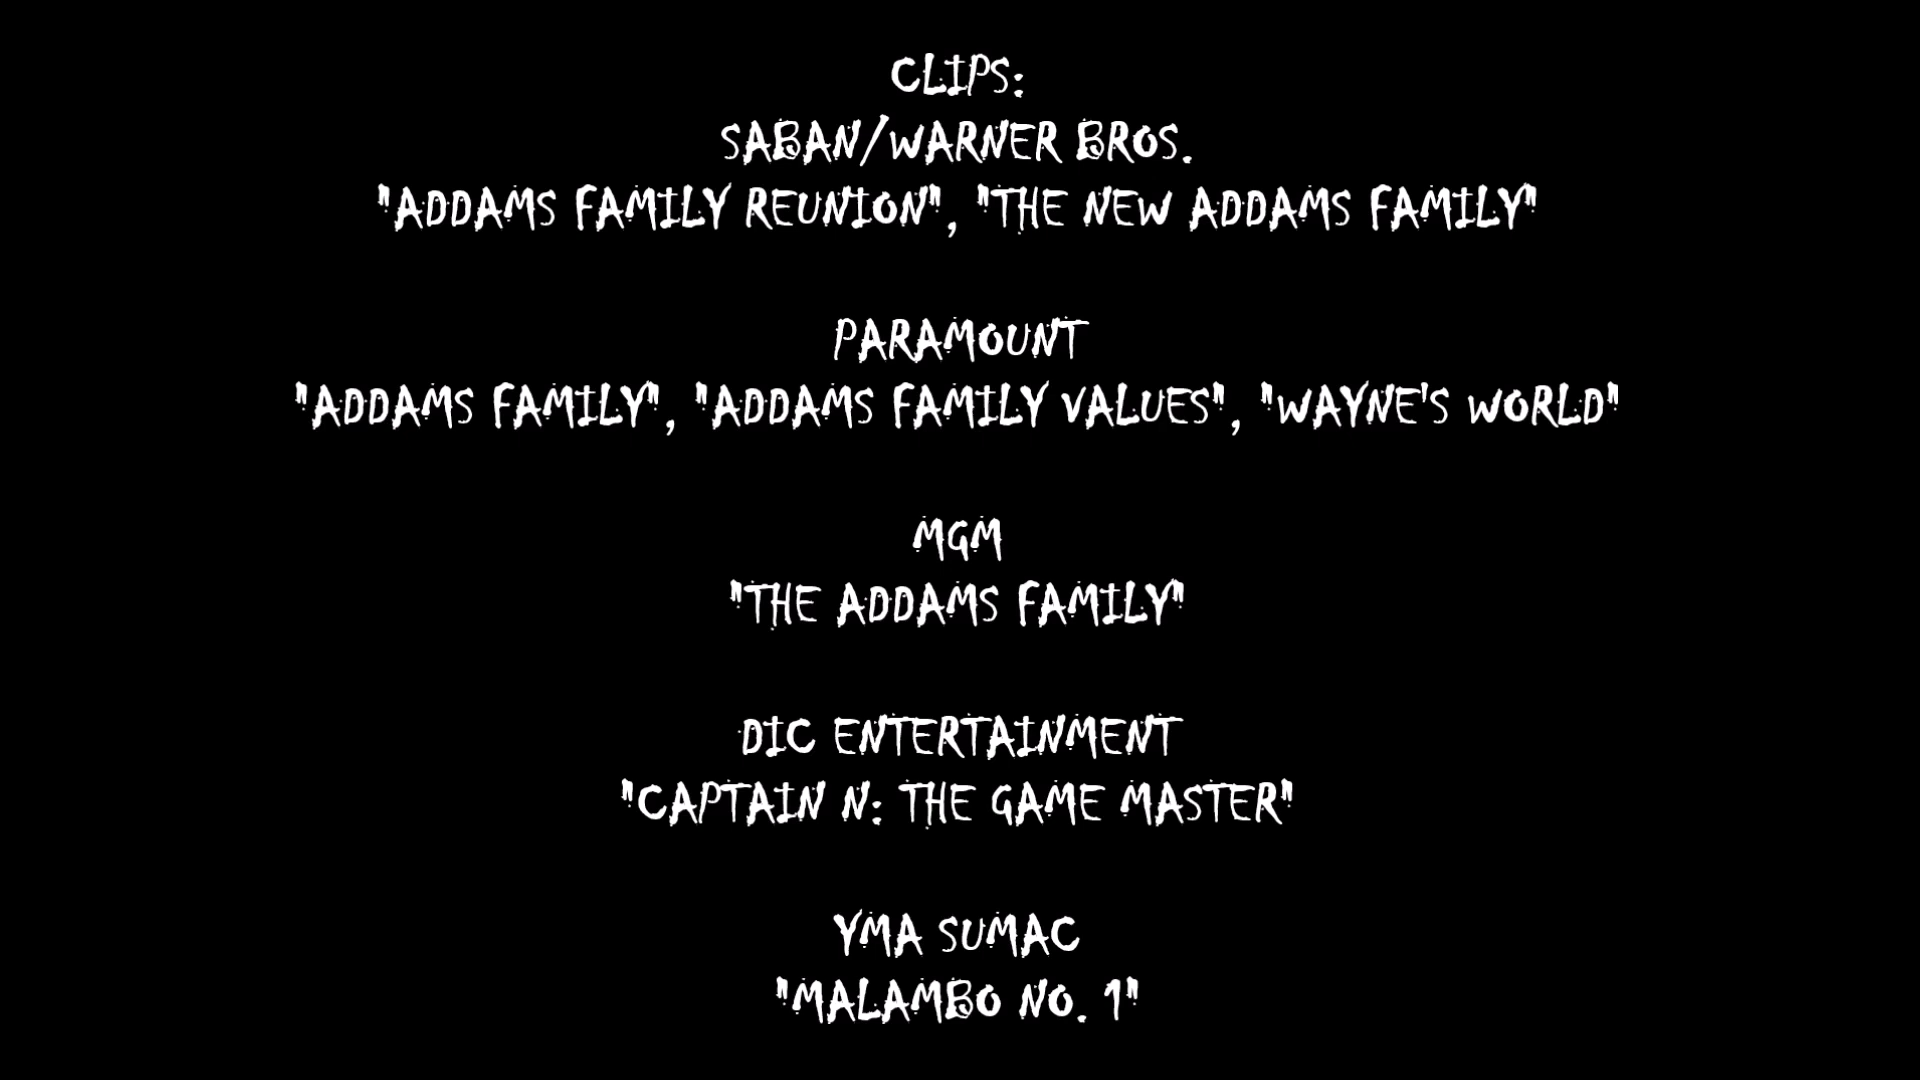 CLIPS:
SABAN/WARNER BROS.
"ADDAMS FAMILY REUNION", "THE NEW ADDAMS FAMILY"
PARAMOUNT
"ADDAMS FAMILY", "ADDAMS FAMILY VALUES", "WAYNE'S WORLD"
MGM
"THE ADDAMS FAMILY"
DIC ENTERTAINMENT
"CAPTAIN N: THE GAME MASTER"
YMA SUMAC
"MALAMBO NO. 1"